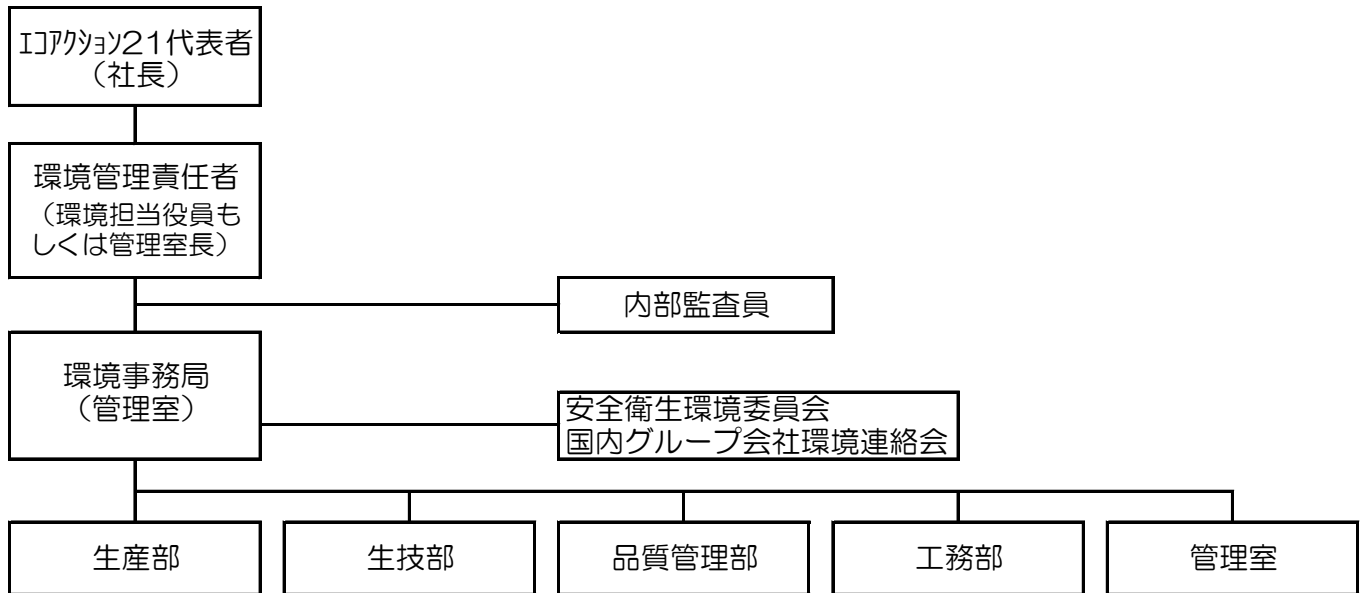 ｴｺｱｸｼｮﾝ21代表者
（社長）
環境管理責任者
（環境担当役員も
しくは管理室長）
内部監査員
環境事務局
（管理室）
安全衛生環境委員会
国内グループ会社環境連絡会
生産部
生技部
品質管理部
工務部
管理室